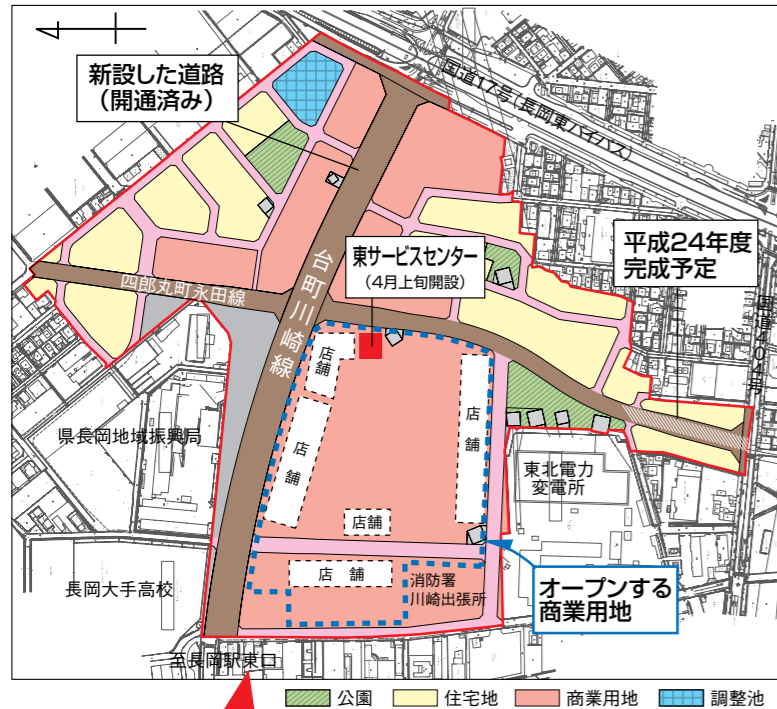 新設した道路
(開通済み)
国道17号(長岡東バイパス)
東サービスセンター
(4月上旬開設)
平成24年度
完成予定
四郎丸町永田線
台町川崎線
国道404号
店舗
店舗
店舗
店舗
店舗
県長岡地域振興局
東北電力
変電所
長岡大手高校
消防署
川崎出張所
オープンする
商業用地
至長岡駅東口
公園
住宅地
商業用地
調整池